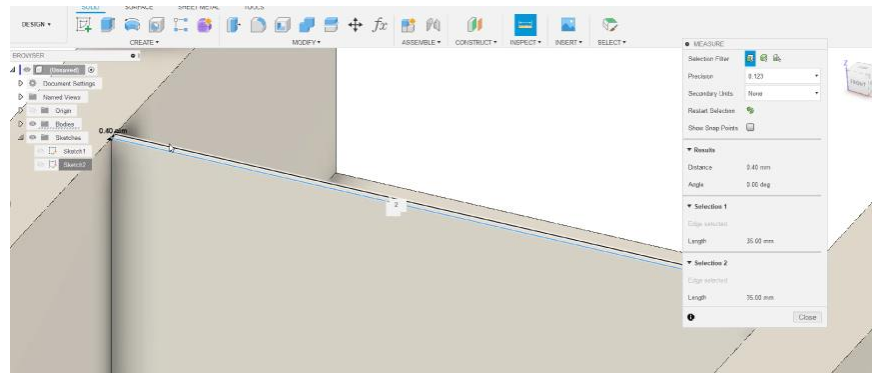 SOLID SURFACE SHEET METAL TOOLS
DESIGN
CREATE MODIFY ASSEMBLE CONSTRUCT INSPECT INSERT SELECT
BROWSER
(Unsaved)
Document Settings
Named Views
Origin
Bodies
Sketches
Sketch1
Sketch2
0.40 mm
2
MEASURE
Selection Filter
Precision 0.123
Secondary Units None
Restart Selection
Show Snap Points
Results
Distance 0.40 mm
Angle 0.00 deg
Selection 1
Edge selected
Length 35.00 mm
Selection 2
Edge selected
Length 35.00 mm
Close
Z
FRONT